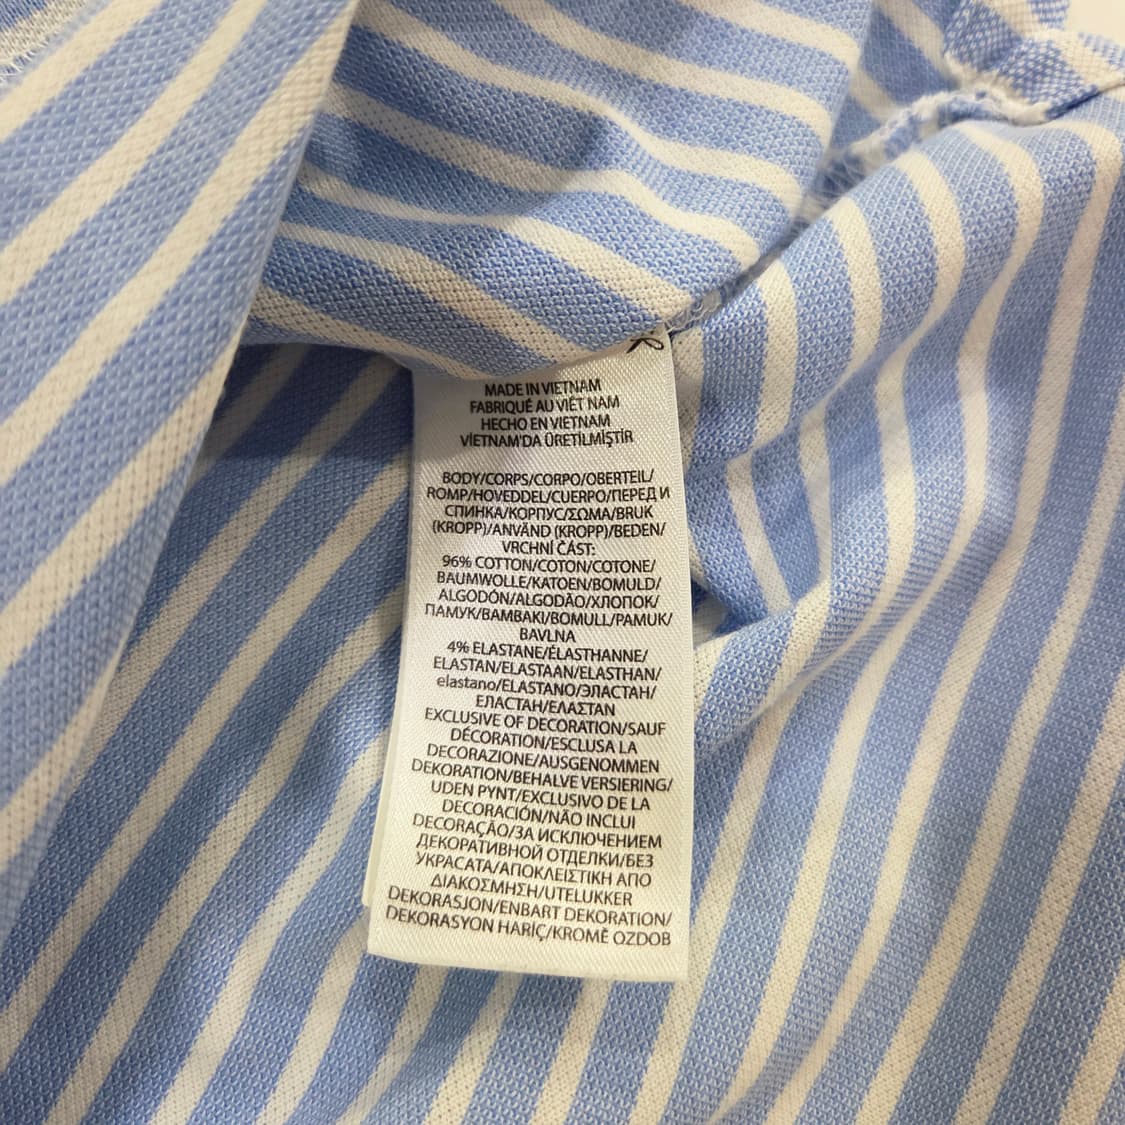 MADE IN VIETNAM
FABRIQUÉ AU VIÊT NAM
HECHO EN VIETNAM
VİETNAM'DA ÜRETİLMİŞTİR
BODY/CORPS/CORPO/OBERTEIL/
ROMP/HOVEDDEL/CUERPO/ПЕРЕД И
СПИНКА/КОРПУС/ΣΩΜΑ/BRUK
(KROPP)/ANVÄND (KROPP)/BEDEN/
VRCHNÍ ČÁST:
96% COTTON/COTON/COTONE/
BAUMWOLLE/KATOEN/BOMULD/
ALGODÓN/ALGODÃO/ХЛОПОК/
ПАМУК/ΒΑΜΒΑΚΙ/BOMULL/PAMUK/
BAVLNA
4% ELASTANE/ÉLASTHANNE/
ELASTAN/ELASTAAN/ELASTHAN/
elastano/ELASTANO/ЭЛАСТАН/
ЕЛАСТАН/ΕΛΑΣΤΑΝ
EXCLUSIVE OF DECORATION/SAUF
DÉCORATION/ESCLUSA LA
DECORAZIONE/AUSGENOMMEN
DEKORATION/BEHALVE VERSIERING/
UDEN PYNT/EXCLUSIVO DE LA
DECORACIÓN/NÃO INCLUI
DECORAÇÃO/ЗА ИСКЛЮЧЕНИЕМ
ДЕКОРАТИВНОЙ ОТДЕЛКИ/БЕЗ
УКРАСАТА/ΑΠΟΚΛΕΙΣΤΙΚΗ ΑΠΟ
ΔΙΑΚΟΣΜΗΣΗ/UTELUKKER
DEKORASJON/ENBART DEKORATION/
DEKORASYON HARİÇ/KROMĚ OZDOB